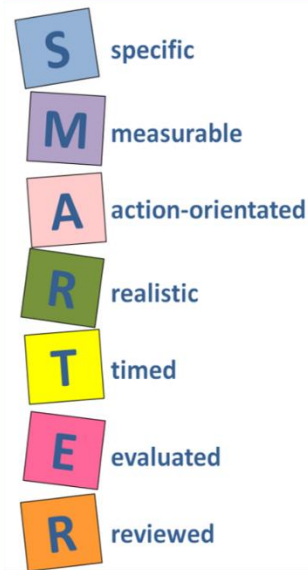 S specific
M measurable
A action-orientated
R realistic
T timed
E evaluated
R reviewed